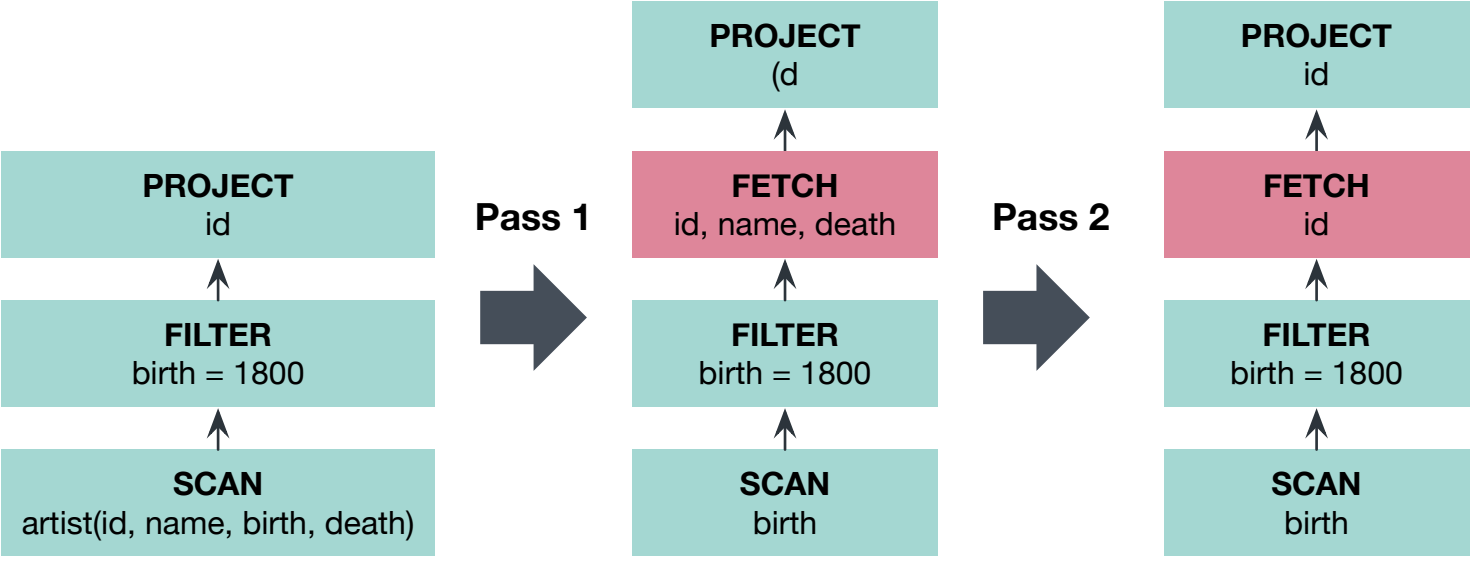 PROJECT
id
FILTER
birth = 1800
SCAN
artist(id, name, birth, death)
Pass 1
PROJECT
(d
FETCH
id, name, death
FILTER
birth = 1800
SCAN
birth
Pass 2
PROJECT
id
FETCH
id
FILTER
birth = 1800
SCAN
birth